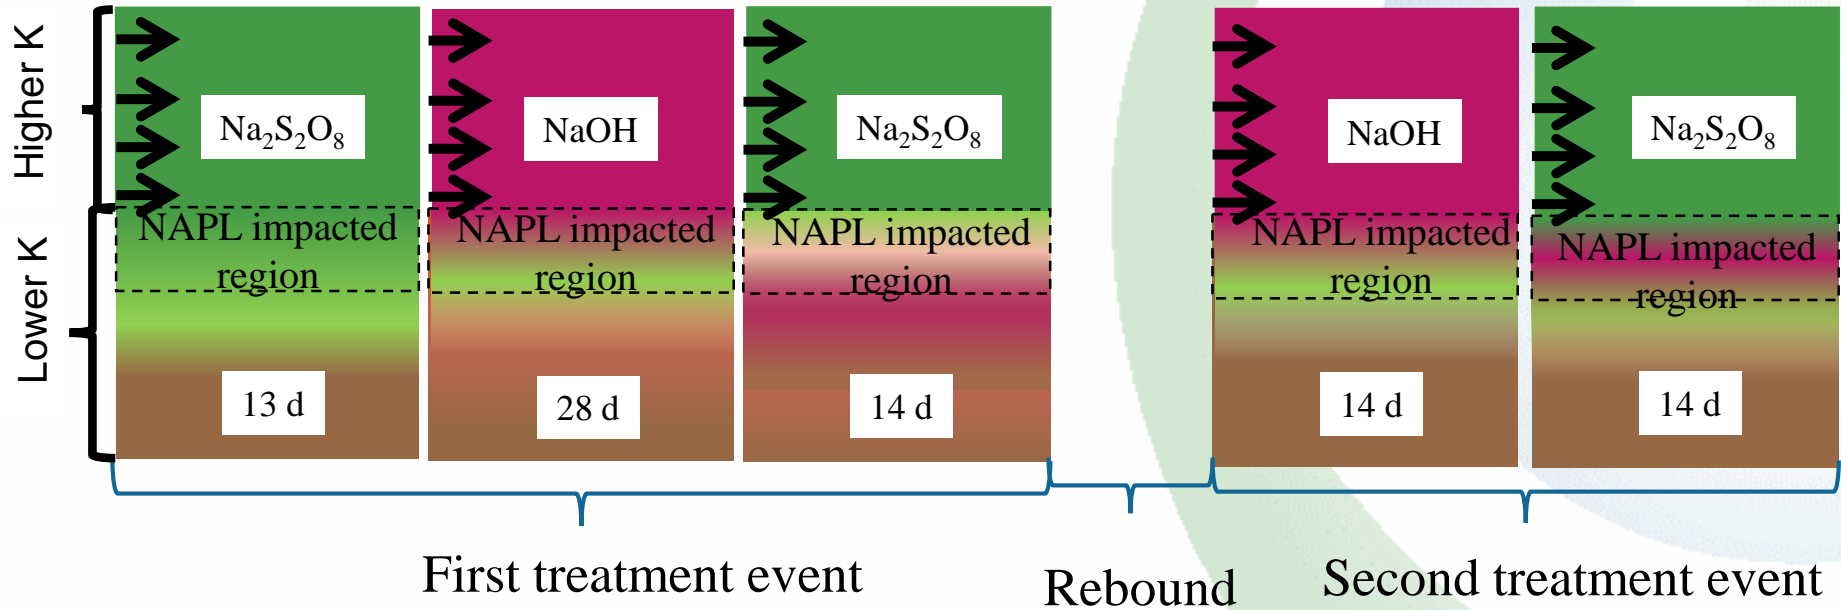 Higher K
Lower K
Na₂S₂O₈
NAPL impacted
region
13 d
NaOH
NAPL impacted
region
28 d
Na₂S₂O₈
NAPL impacted
region
14 d
NaOH
NAPL impacted
region
14 d
Na₂S₂O₈
NAPL impacted
region
14 d
First treatment event
Rebound
Second treatment event